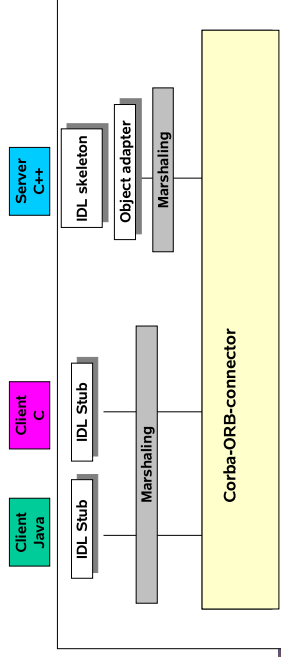 Client
Java
Client
C
Server
C++
IDL Stub
IDL Stub
IDL skeleton
Object adapter
Marshaling
Marshaling
Corba-ORB-connector